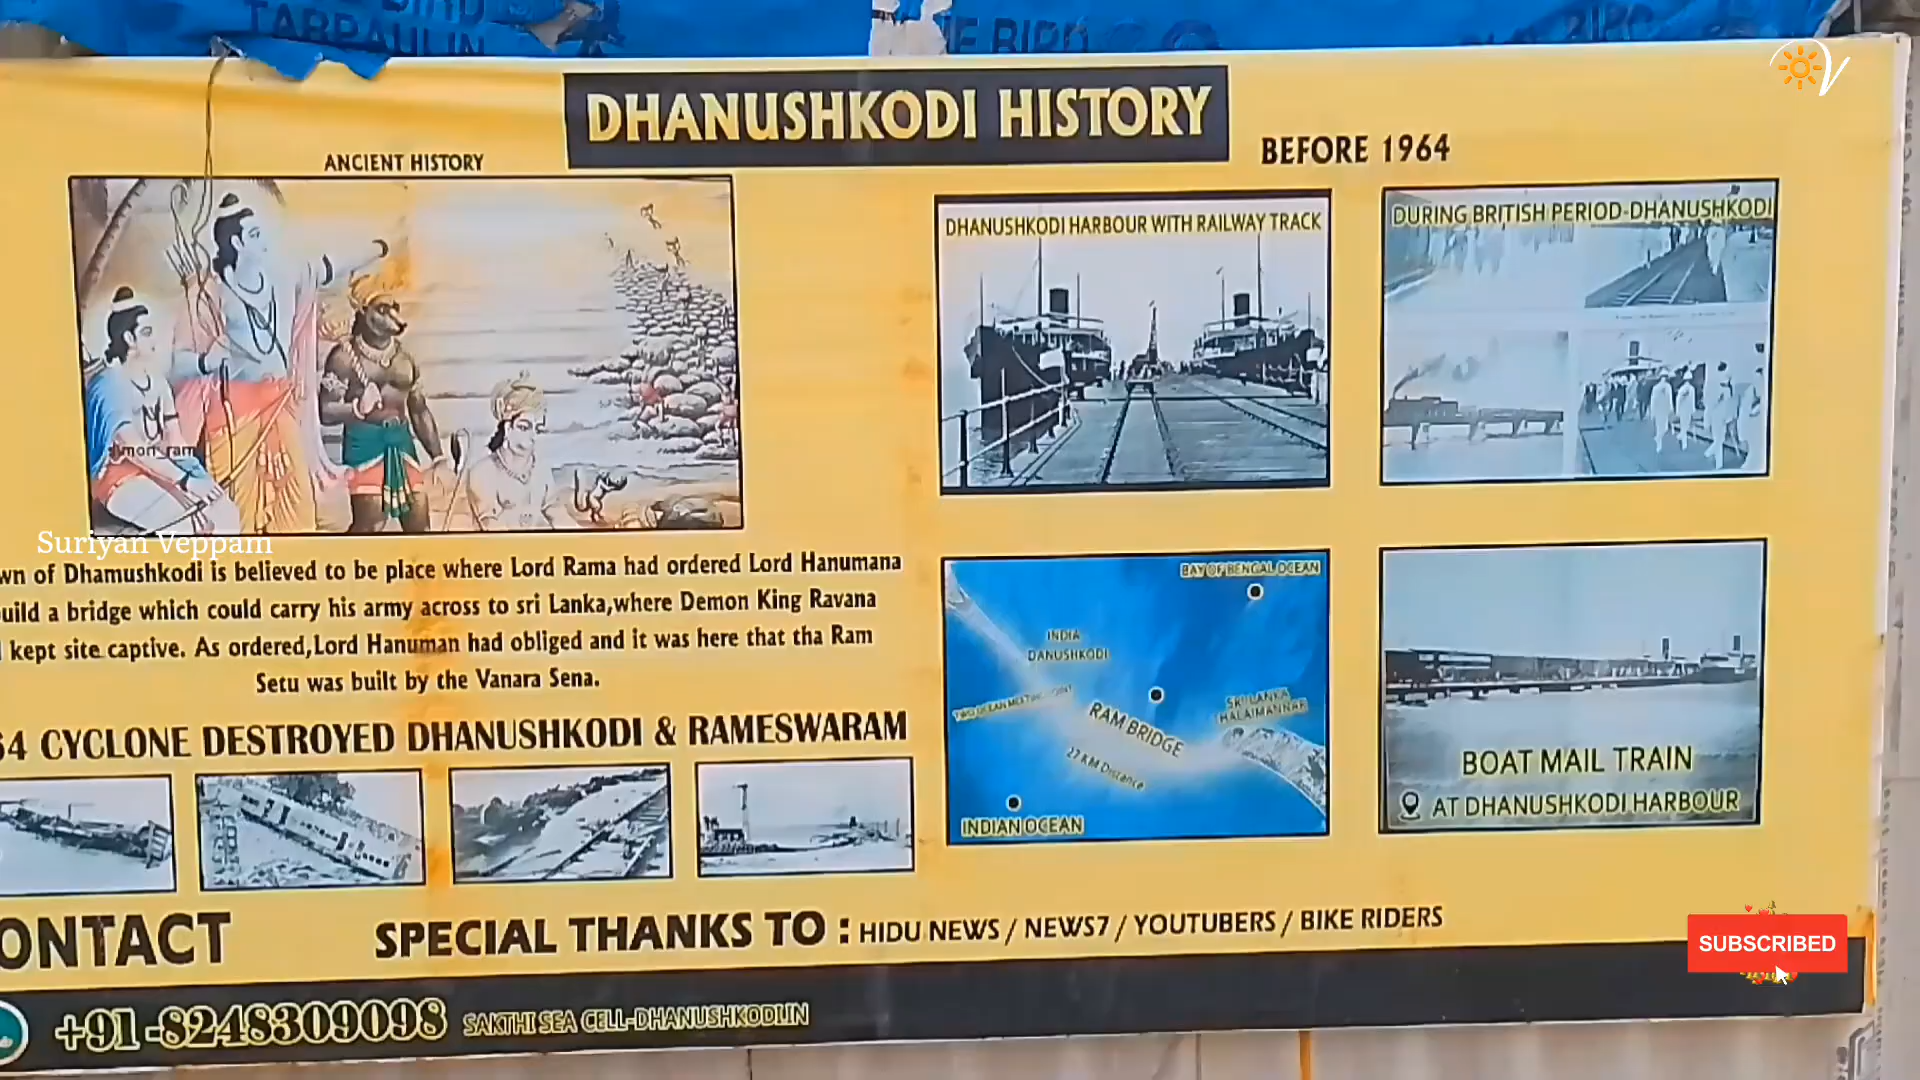 TARPAULIN
DHANUSHKODI HISTORY
ANCIENT HISTORY
BEFORE 1964
DHANUSHKODI HARBOUR WITH RAILWAY TRACK
DURING BRITISH PERIOD-DHANUSHKODI
Suriyan Veppam
wn of Dhamushkodi is believed to be place where Lord Rama had ordered Lord Hanumana
uild a bridge which could carry his army across to sri Lanka,where Demon King Ravana
kept site captive. As ordered,Lord Hanuman had obliged and it was here that tha Ram
Setu was built by the Vanara Sena.
64 CYCLONE DESTROYED DHANUSHKODI & RAMESWARAM
BAY OF BENGAL OCEAN
INDIA
DANUSHKODI
TWO OCEAN MEETING POINT
RAM BRIDGE
27 KM Distance
SRI LANKA
INDIAN OCEAN
BOAT MAIL TRAIN
AT DHANUSHKODI HARBOUR
ONTACT
SPECIAL THANKS TO : HIDU NEWS / NEWS7 / YOUTUBERS / BIKE RIDERS
SUBSCRIBED
+91-8248309098 SAKTHI SEA CELL-DHANUSHKODI.IN